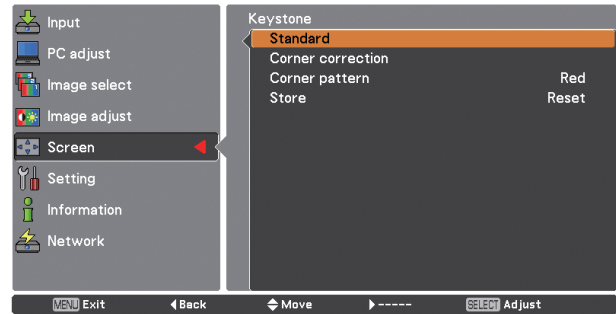 Input
PC adjust
Image select
Image adjust
Screen
Setting
Information
Network
Keystone
Standard
Corner correction
Corner pattern Red
Store Reset
MENU Exit Back Move ----- SELECT Adjust